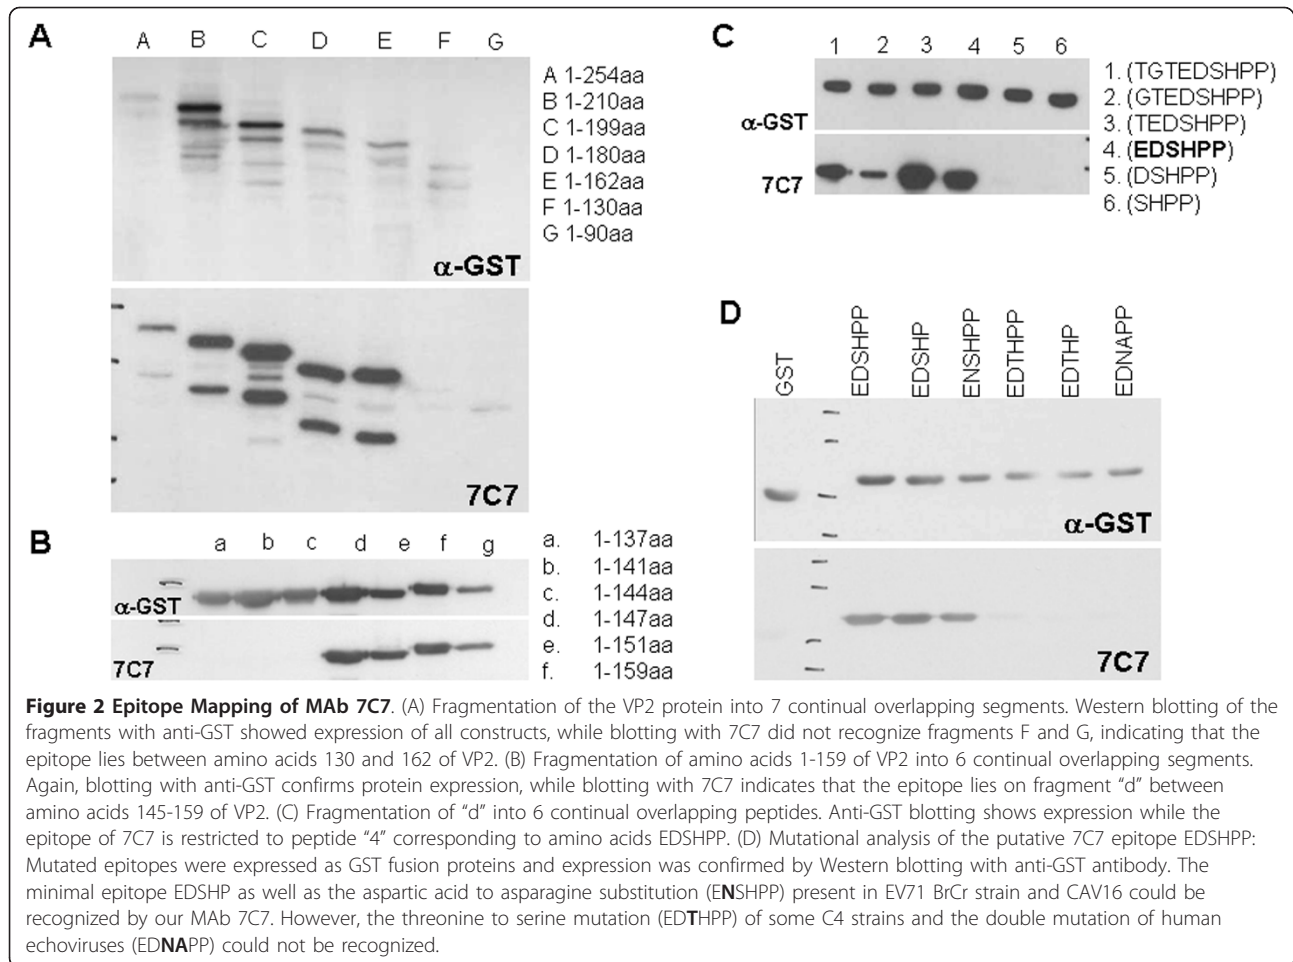 A
A B C D E F G
A 1-254aa
B 1-210aa
C 1-199aa
D 1-180aa
E 1-162aa
F 1-130aa
G 1-90aa
α-GST
7C7
B
a b c d e f g
α-GST
7C7
a. 1-137aa
b. 1-141aa
c. 1-144aa
d. 1-147aa
e. 1-151aa
f. 1-159aa
C
1 2 3 4 5 6
α-GST
7C7
1. (TGTEDSHPP)
2. (GTEDSHPP)
3. (TEDSHPP)
4. (EDSHPP)
5. (DSHPP)
6. (SHPP)
D
GST
EDSHPP
EDSHP
ENSHPP
EDTHPP
EDTHP
EDNAPP
α-GST
7C7
Figure 2 Epitope Mapping of MAb 7C7. (A) Fragmentation of the VP2 protein into 7 continual overlapping segments. Western blotting of the
fragments with anti-GST showed expression of all constructs, while blotting with 7C7 did not recognize fragments F and G, indicating that the
epitope lies between amino acids 130 and 162 of VP2. (B) Fragmentation of amino acids 1-159 of VP2 into 6 continual overlapping segments.
Again, blotting with anti-GST confirms protein expression, while blotting with 7C7 indicates that the epitope lies on fragment “d” between
amino acids 145-159 of VP2. (C) Fragmentation of “d” into 6 continual overlapping peptides. Anti-GST blotting shows expression while the
epitope of 7C7 is restricted to peptide “4” corresponding to amino acids EDSHPP. (D) Mutational analysis of the putative 7C7 epitope EDSHPP:
Mutated epitopes were expressed as GST fusion proteins and expression was confirmed by Western blotting with anti-GST antibody. The
minimal epitope EDSHP as well as the aspartic acid to asparagine substitution (ENSHPP) present in EV71 BrCr strain and CAV16 could be
recognized by our MAb 7C7. However, the threonine to serine mutation (EDTHPP) of some C4 strains and the double mutation of human
echoviruses (EDNAPP) could not be recognized.